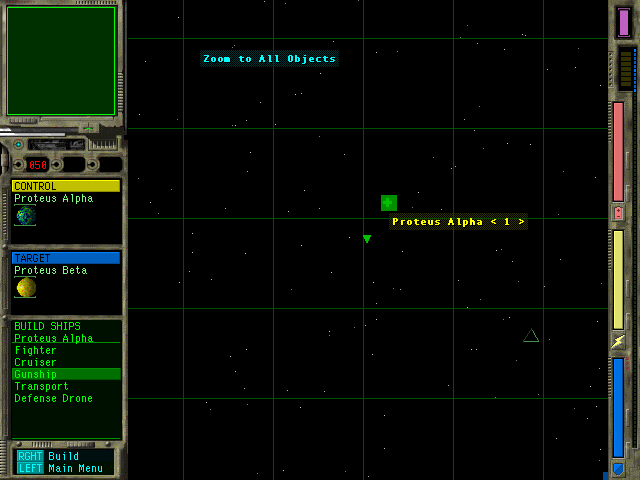 Zoom to All Objects
050
CONTROL
Proteus Alpha
Proteus Alpha < 1 >
TARGET
Proteus Beta
BUILD SHIPS
Proteus Alpha
Fighter
Cruiser
Gunship
Transport
Defense Drone
RGHT Build
LEFT Main Menu